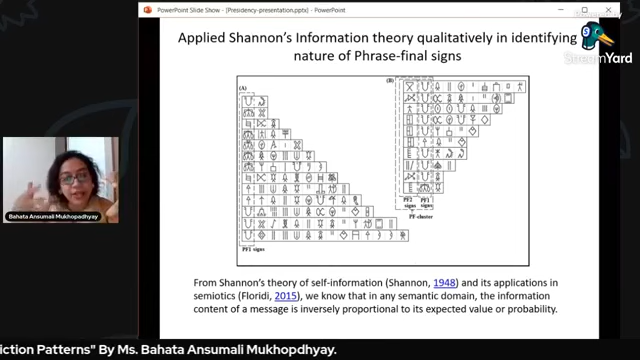 PowerPoint Slide Show - [Presidency-presentation.pptx] - PowerPoint
Applied Shannon's Information theory qualitatively in identifying
nature of Phrase-final signs
StreamYard
(A)
(B)
PF2 signs
PF1 signs
PF-cluster
PF1 signs
Bahata Ansumali Mukhopadhyay
From Shannon's theory of self-information (Shannon, 1948) and its applications in
semiotics (Floridi, 2015), we know that in any semantic domain, the information
content of a message is inversely proportional to its expected value or probability.
iction Patterns" By Ms. Bahata Ansumali Mukhopdhyay.